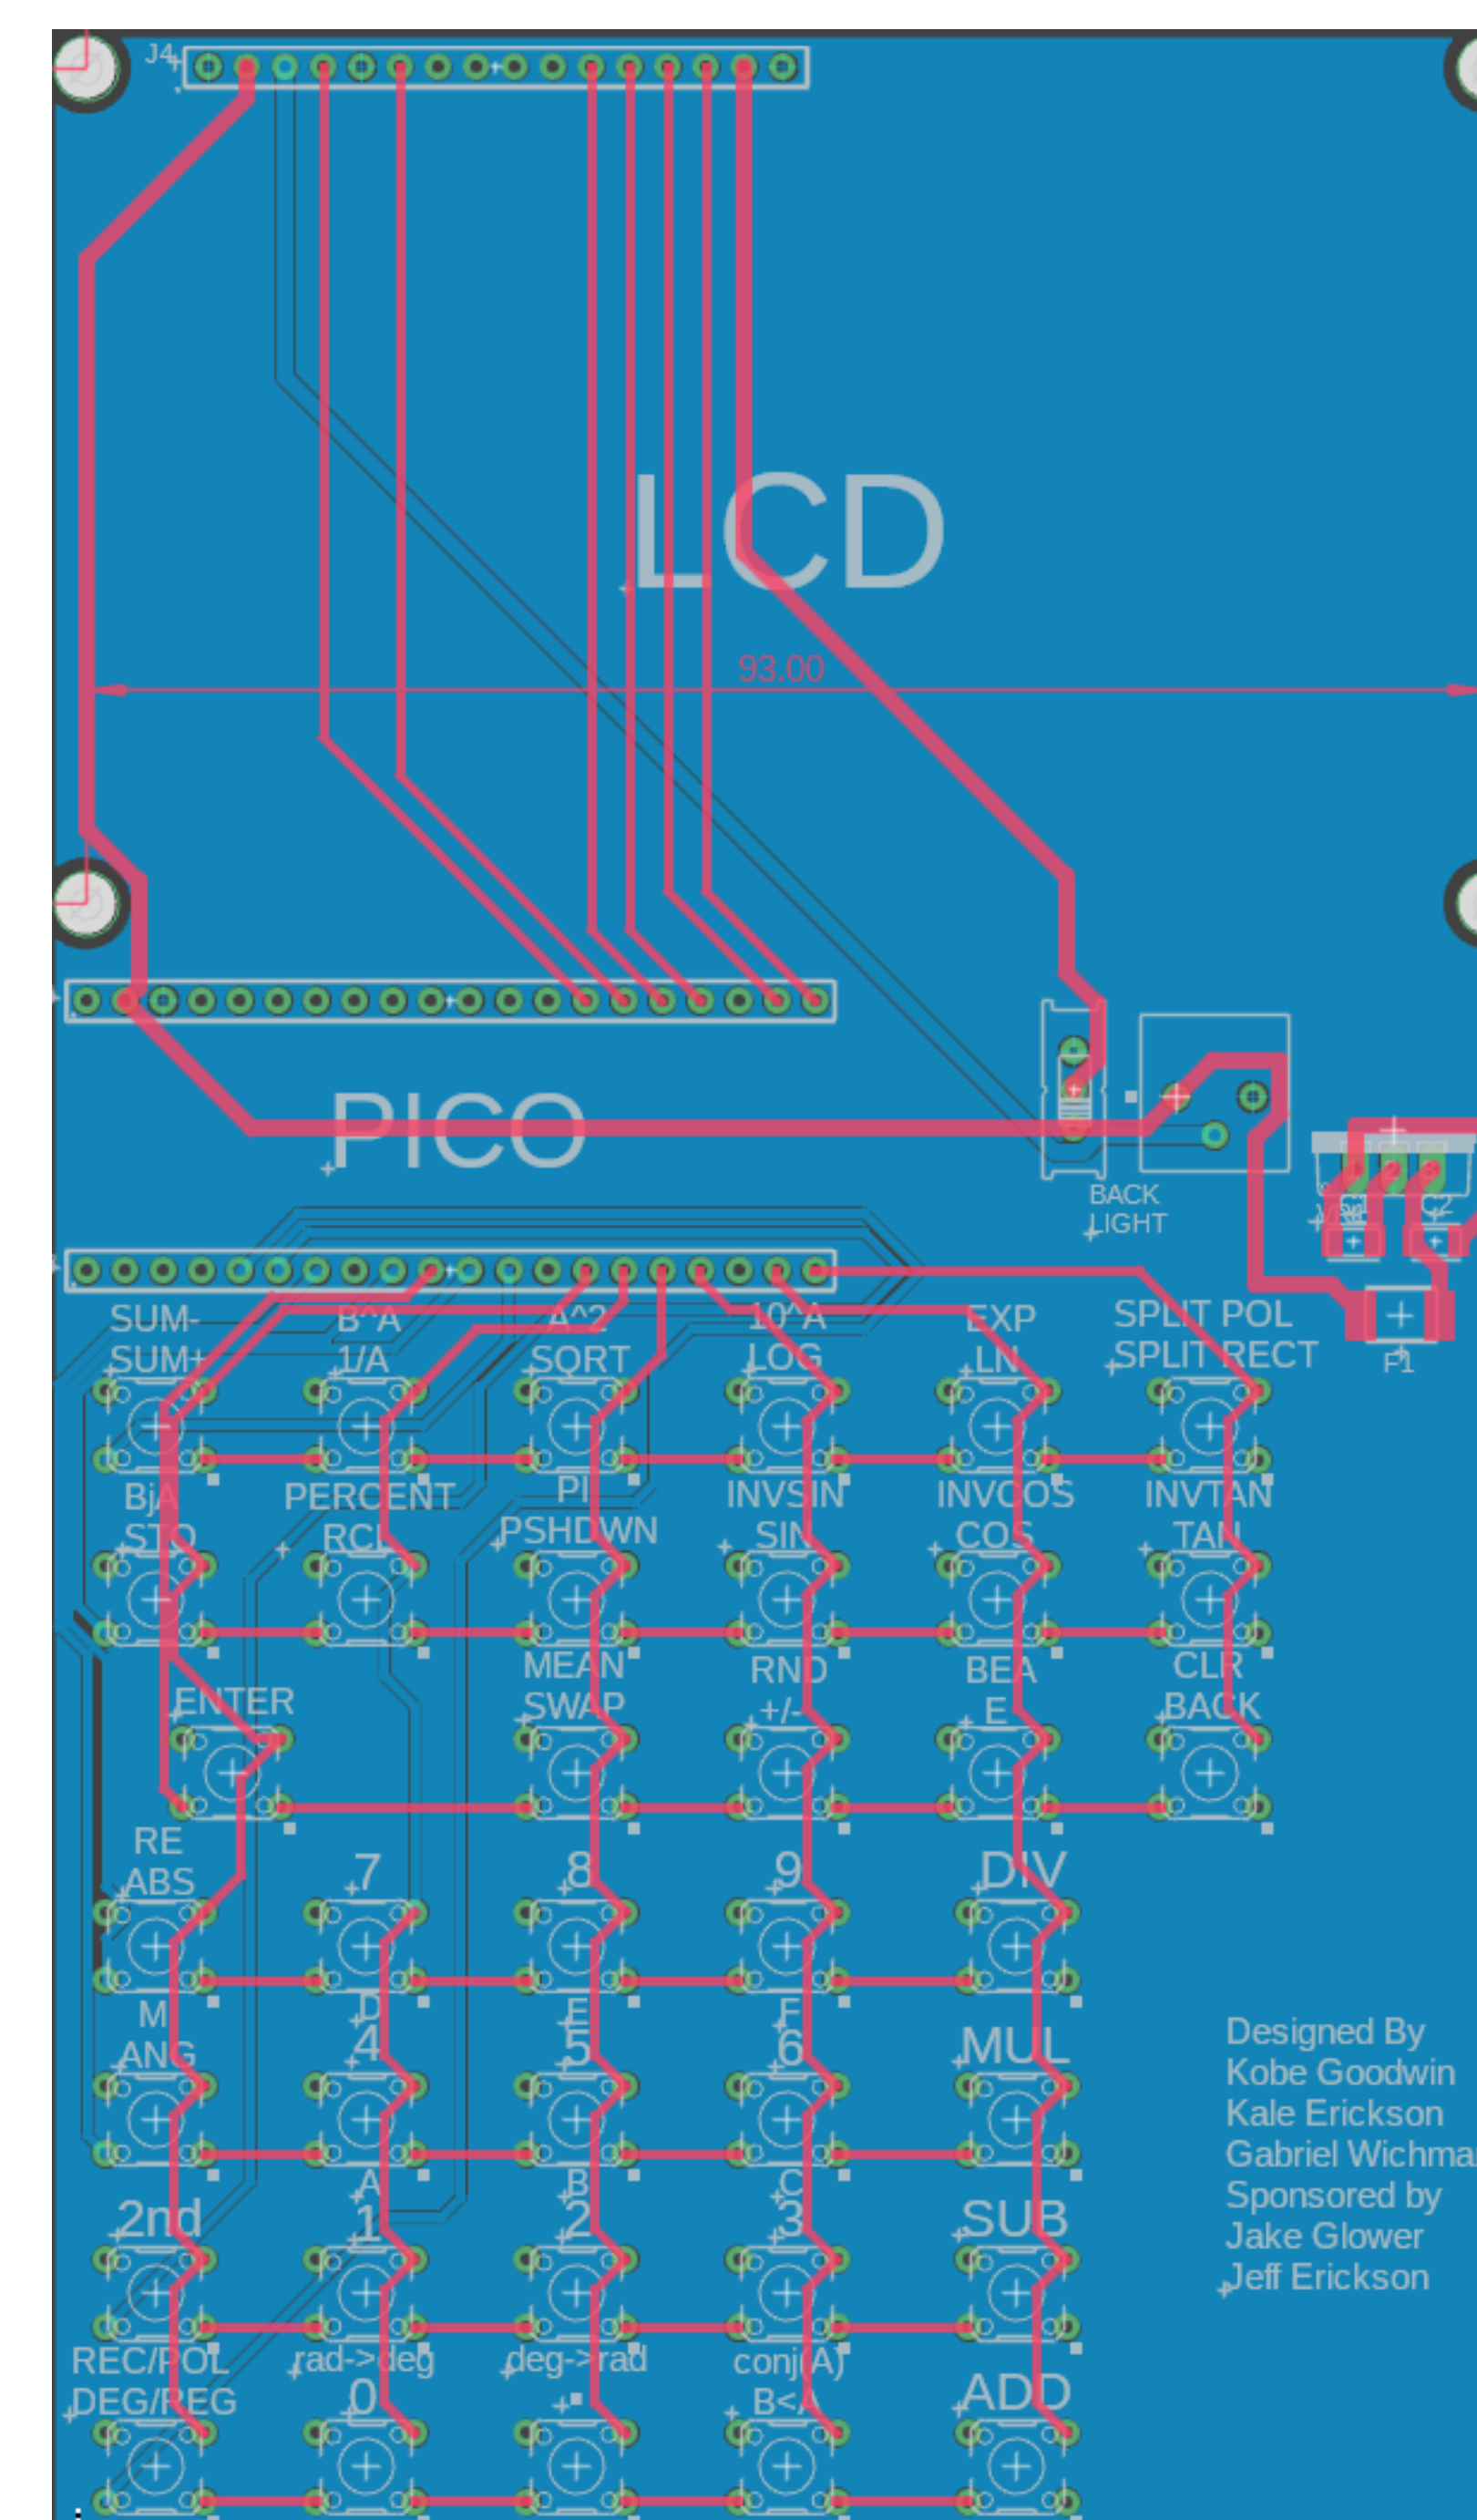 J4
LCD
93.00
PICO
BACK
LIGHT
C2
F1
SUM-
SUM+
B^A
1/A
A^2
SQRT
10^A
LOG
EXP
LN
SPLIT POL
SPLIT RECT
BjA
STO
PERCENT
RCL
PI
PSHDWN
INVSIN
SIN
INVCOS
COS
INVTAN
TAN
ENTER
MEAN
SWAP
RND
+/-
BEA
E
CLR
BACK
RE
ABS
7
8
9
DIV
IM
ANG
D
4
E
5
F
6
MUL
2nd
A
1
B
2
C
3
SUB
REC/POL
DEG/REG
rad->deg
0
deg->rad
.
conj(A)
B<A
ADD
Designed By
Kobe Goodwin
Kale Erickson
Gabriel Wichma
Sponsored by
Jake Glower
Jeff Erickson